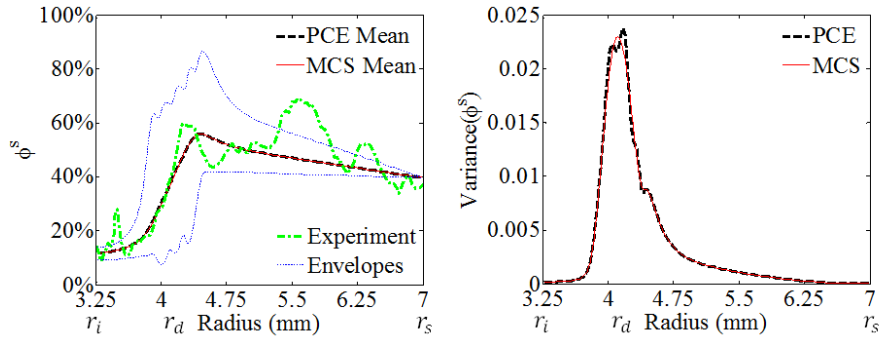 100%
80%
60%
40%
20%
0%
ϕˢ
PCE Mean
MCS Mean
Experiment
Envelopes
3.25 4 4.75 5.5 6.25 7
rᵢ r_d Radius (mm) rₛ
0.025
0.02
0.015
0.01
0.005
0
Variance(ϕˢ)
PCE
MCS
3.25 4 4.75 5.5 6.25 7
rᵢ r_d Radius (mm) rₛ